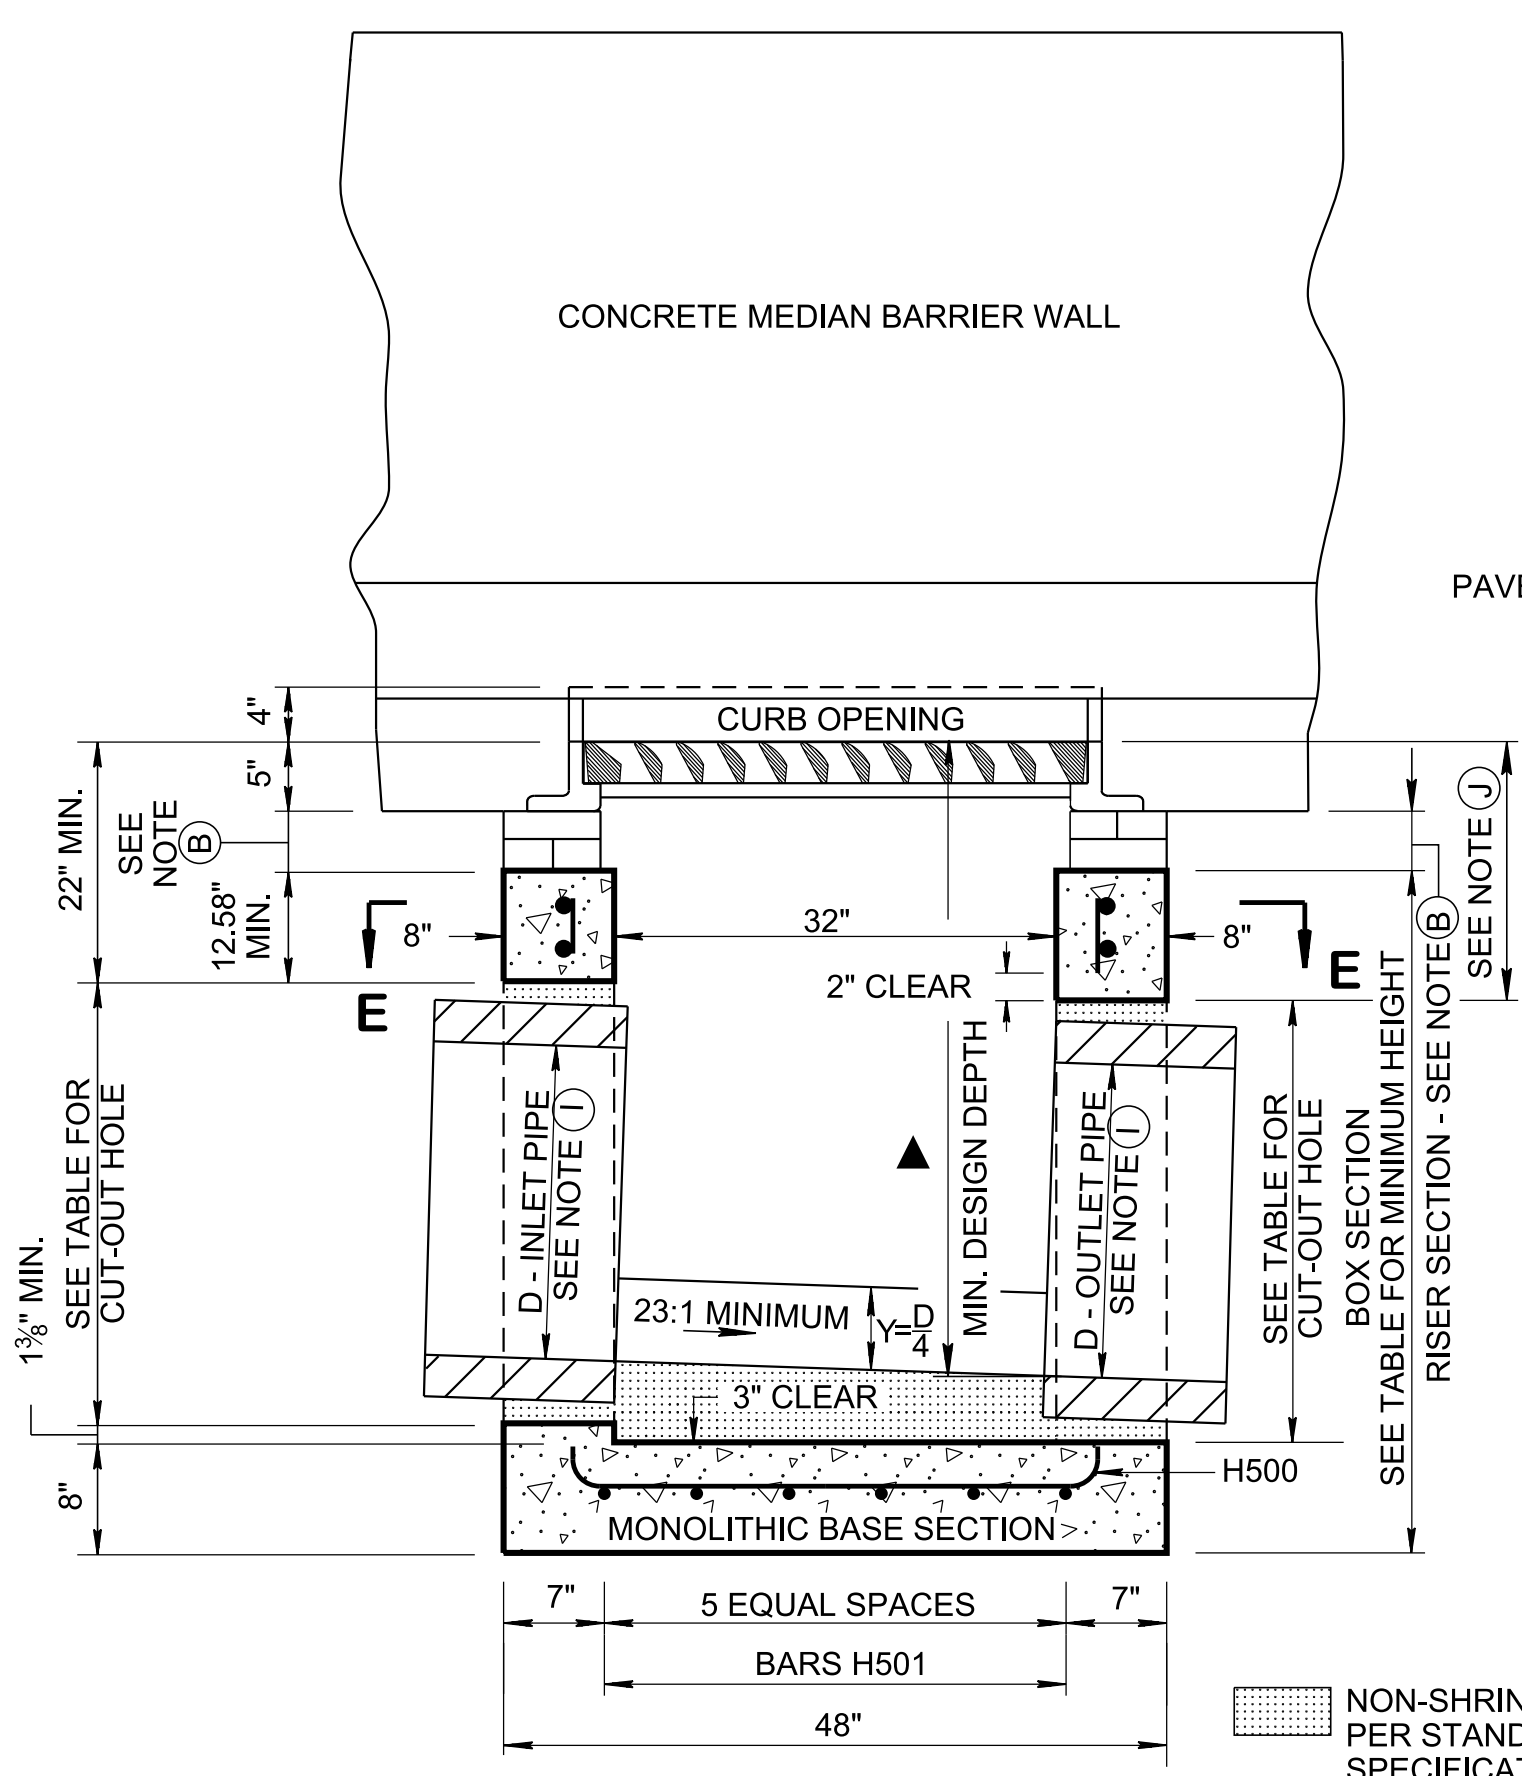 CONCRETE MEDIAN BARRIER WALL
PAVE
4"
CURB OPENING
5"
22" MIN.
SEE
NOTE
B
12.58"
MIN.
8"
32"
8"
E
E
2" CLEAR
SEE NOTE J
MIN. DESIGN DEPTH
SEE TABLE FOR
CUT-OUT HOLE
D - INLET PIPE
SEE NOTE I
D - OUTLET PIPE
SEE NOTE I
SEE TABLE FOR
CUT-OUT HOLE
BOX SECTION
SEE TABLE FOR MINIMUM HEIGHT
RISER SECTION - SEE NOTE B
1⅜" MIN.
23:1 MINIMUM
Y=D/4
3" CLEAR
H500
8"
MONOLITHIC BASE SECTION
7"
5 EQUAL SPACES
7"
BARS H501
48"
NON-SHRIN
PER STAND
SPECIFICAT